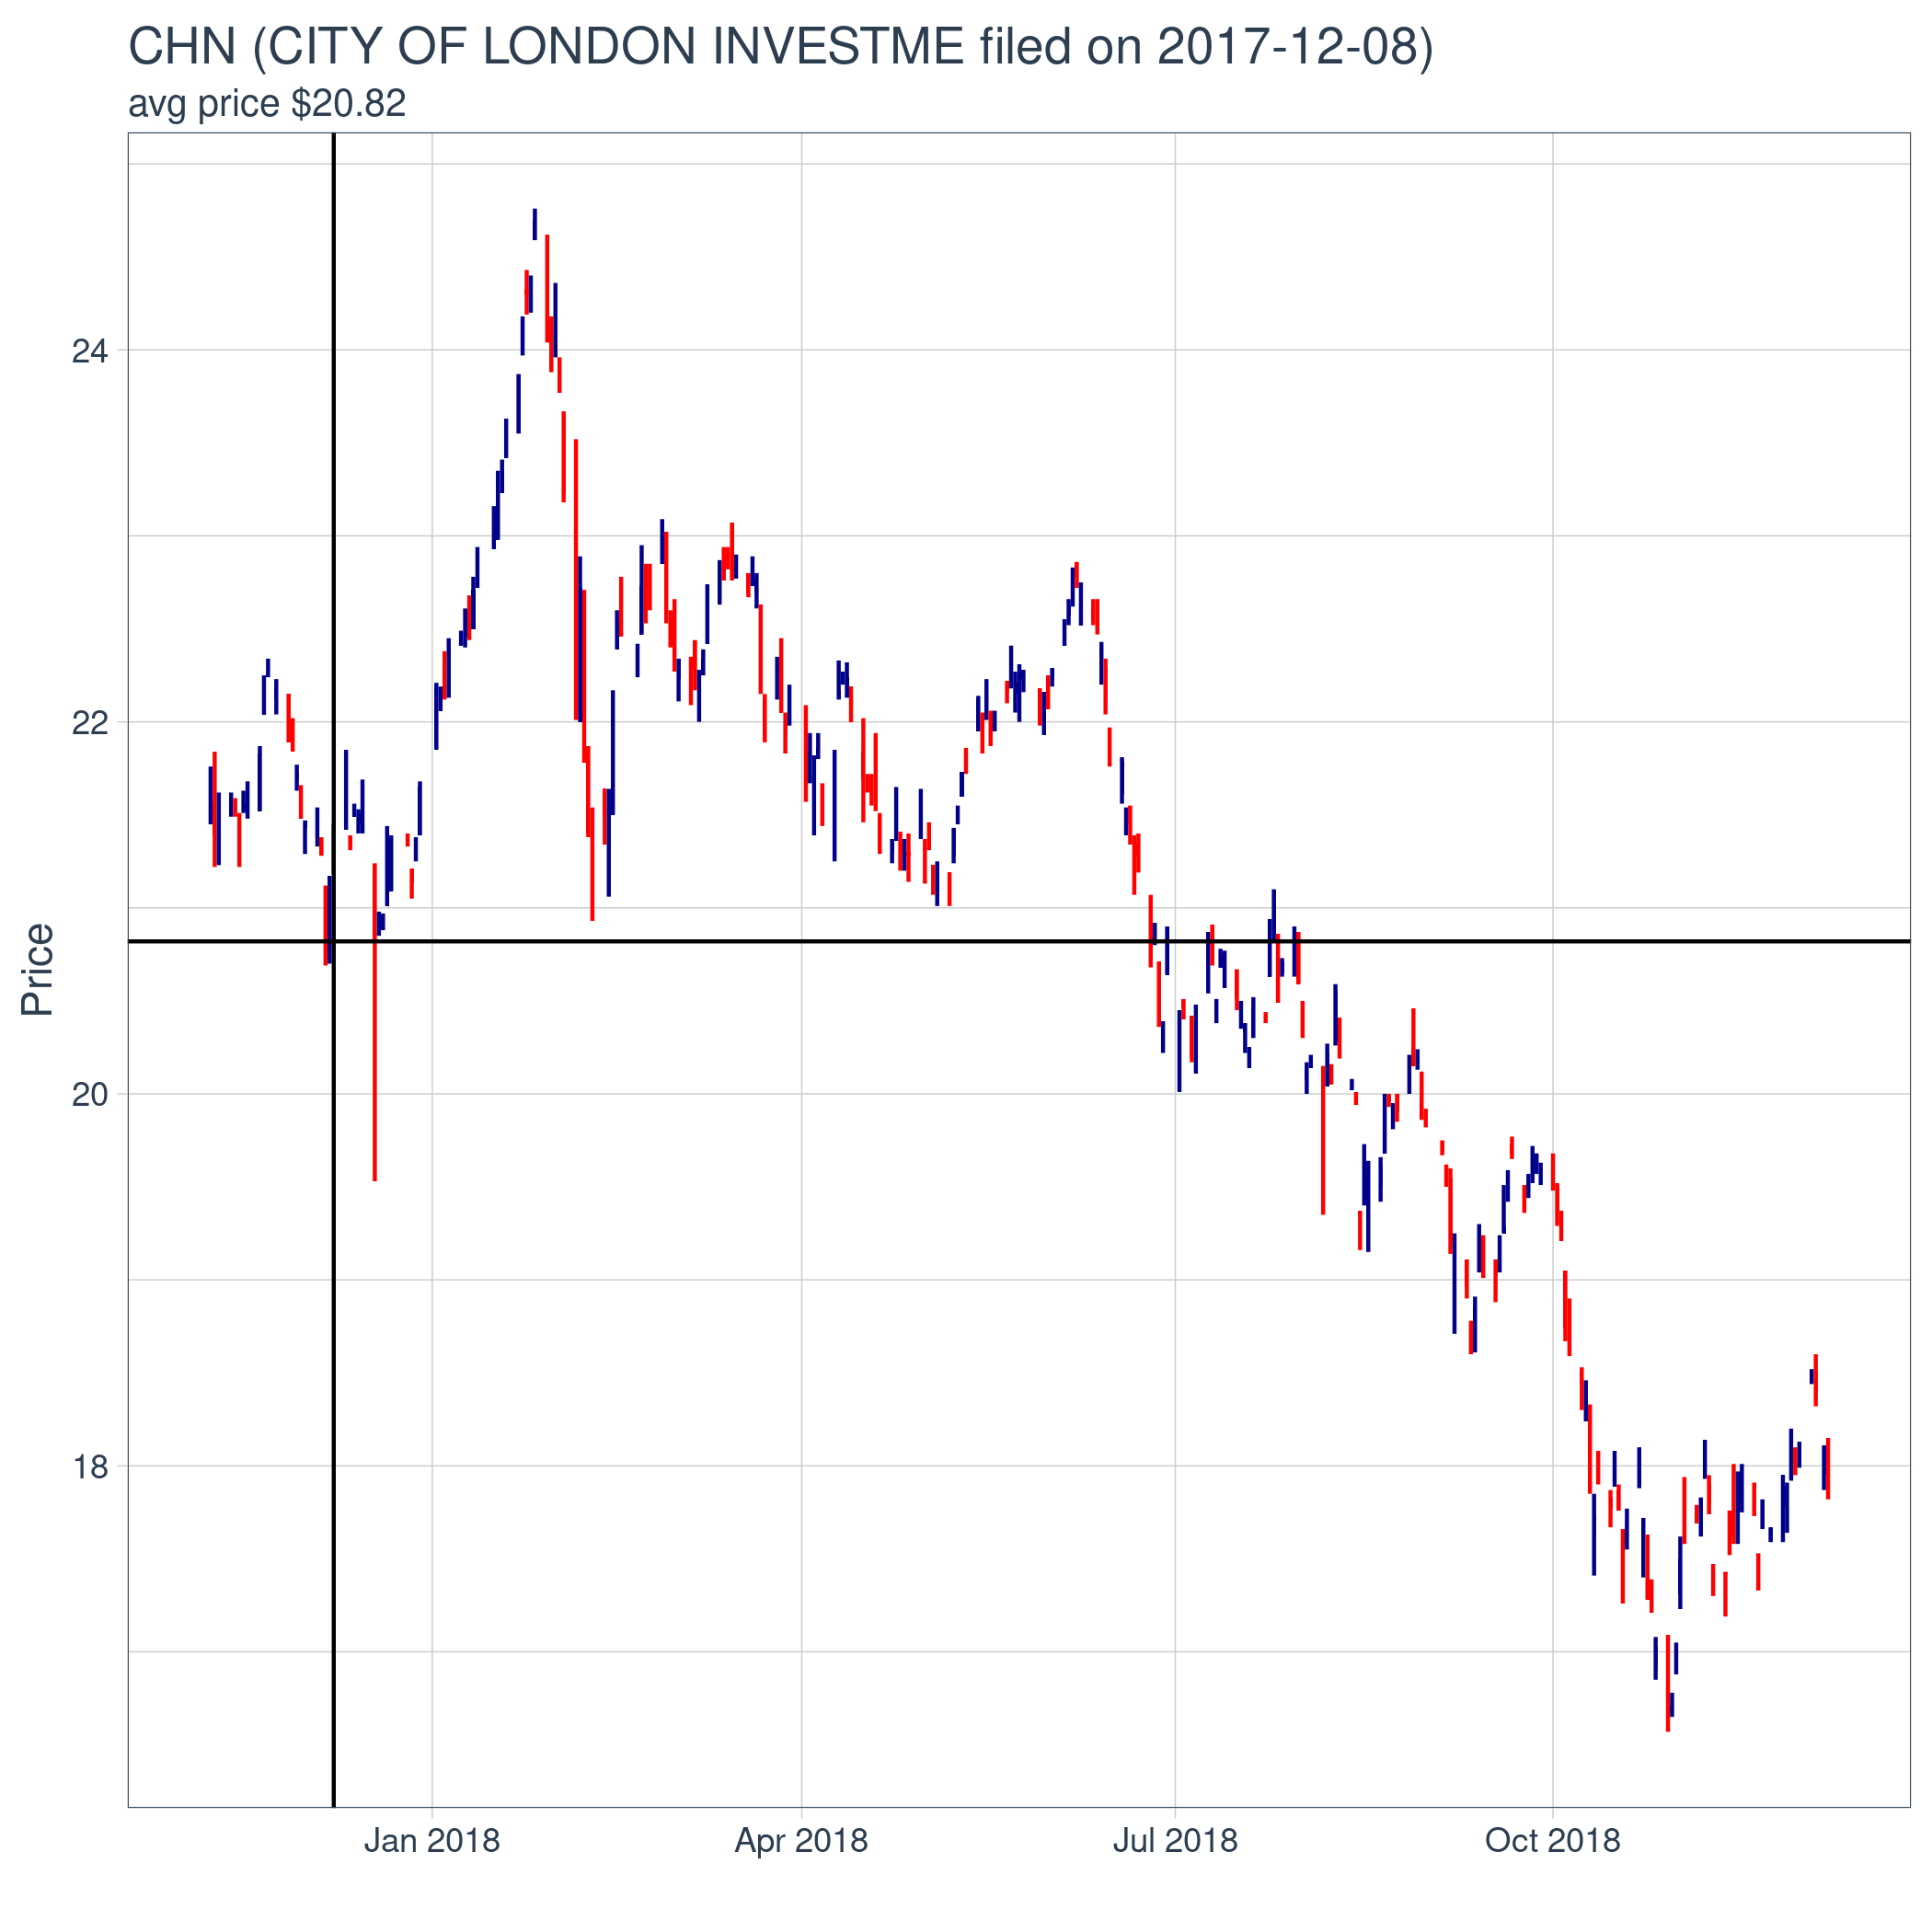 CHN (CITY OF LONDON INVESTME filed on 2017-12-08)
avg price $20.82
Price
24
22
20
18
Jan 2018
Apr 2018
Jul 2018
Oct 2018